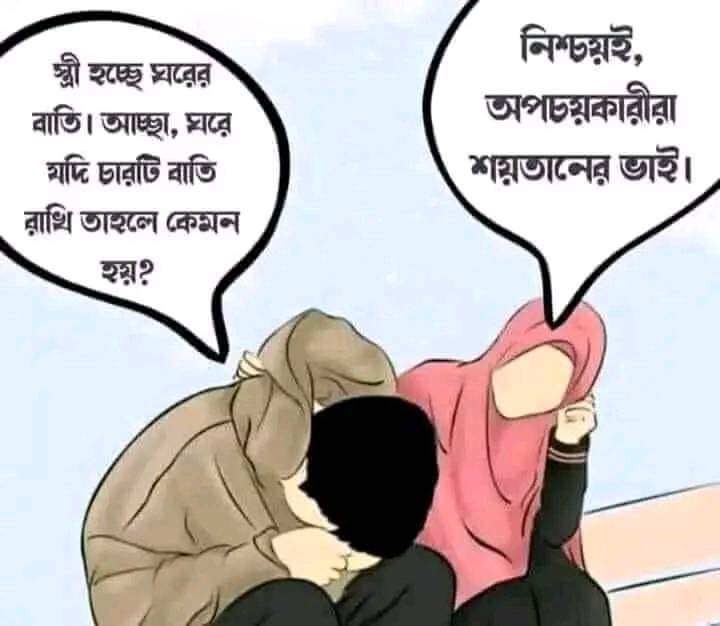 স্ত্রী হচ্ছে ঘরের
বাতি। আচ্ছা, ঘরে
যদি চারটি বাতি
রাখি তাহলে কেমন
হয়?
নিশ্চয়ই,
অপচয়কারীরা
শয়তানের ভাই।